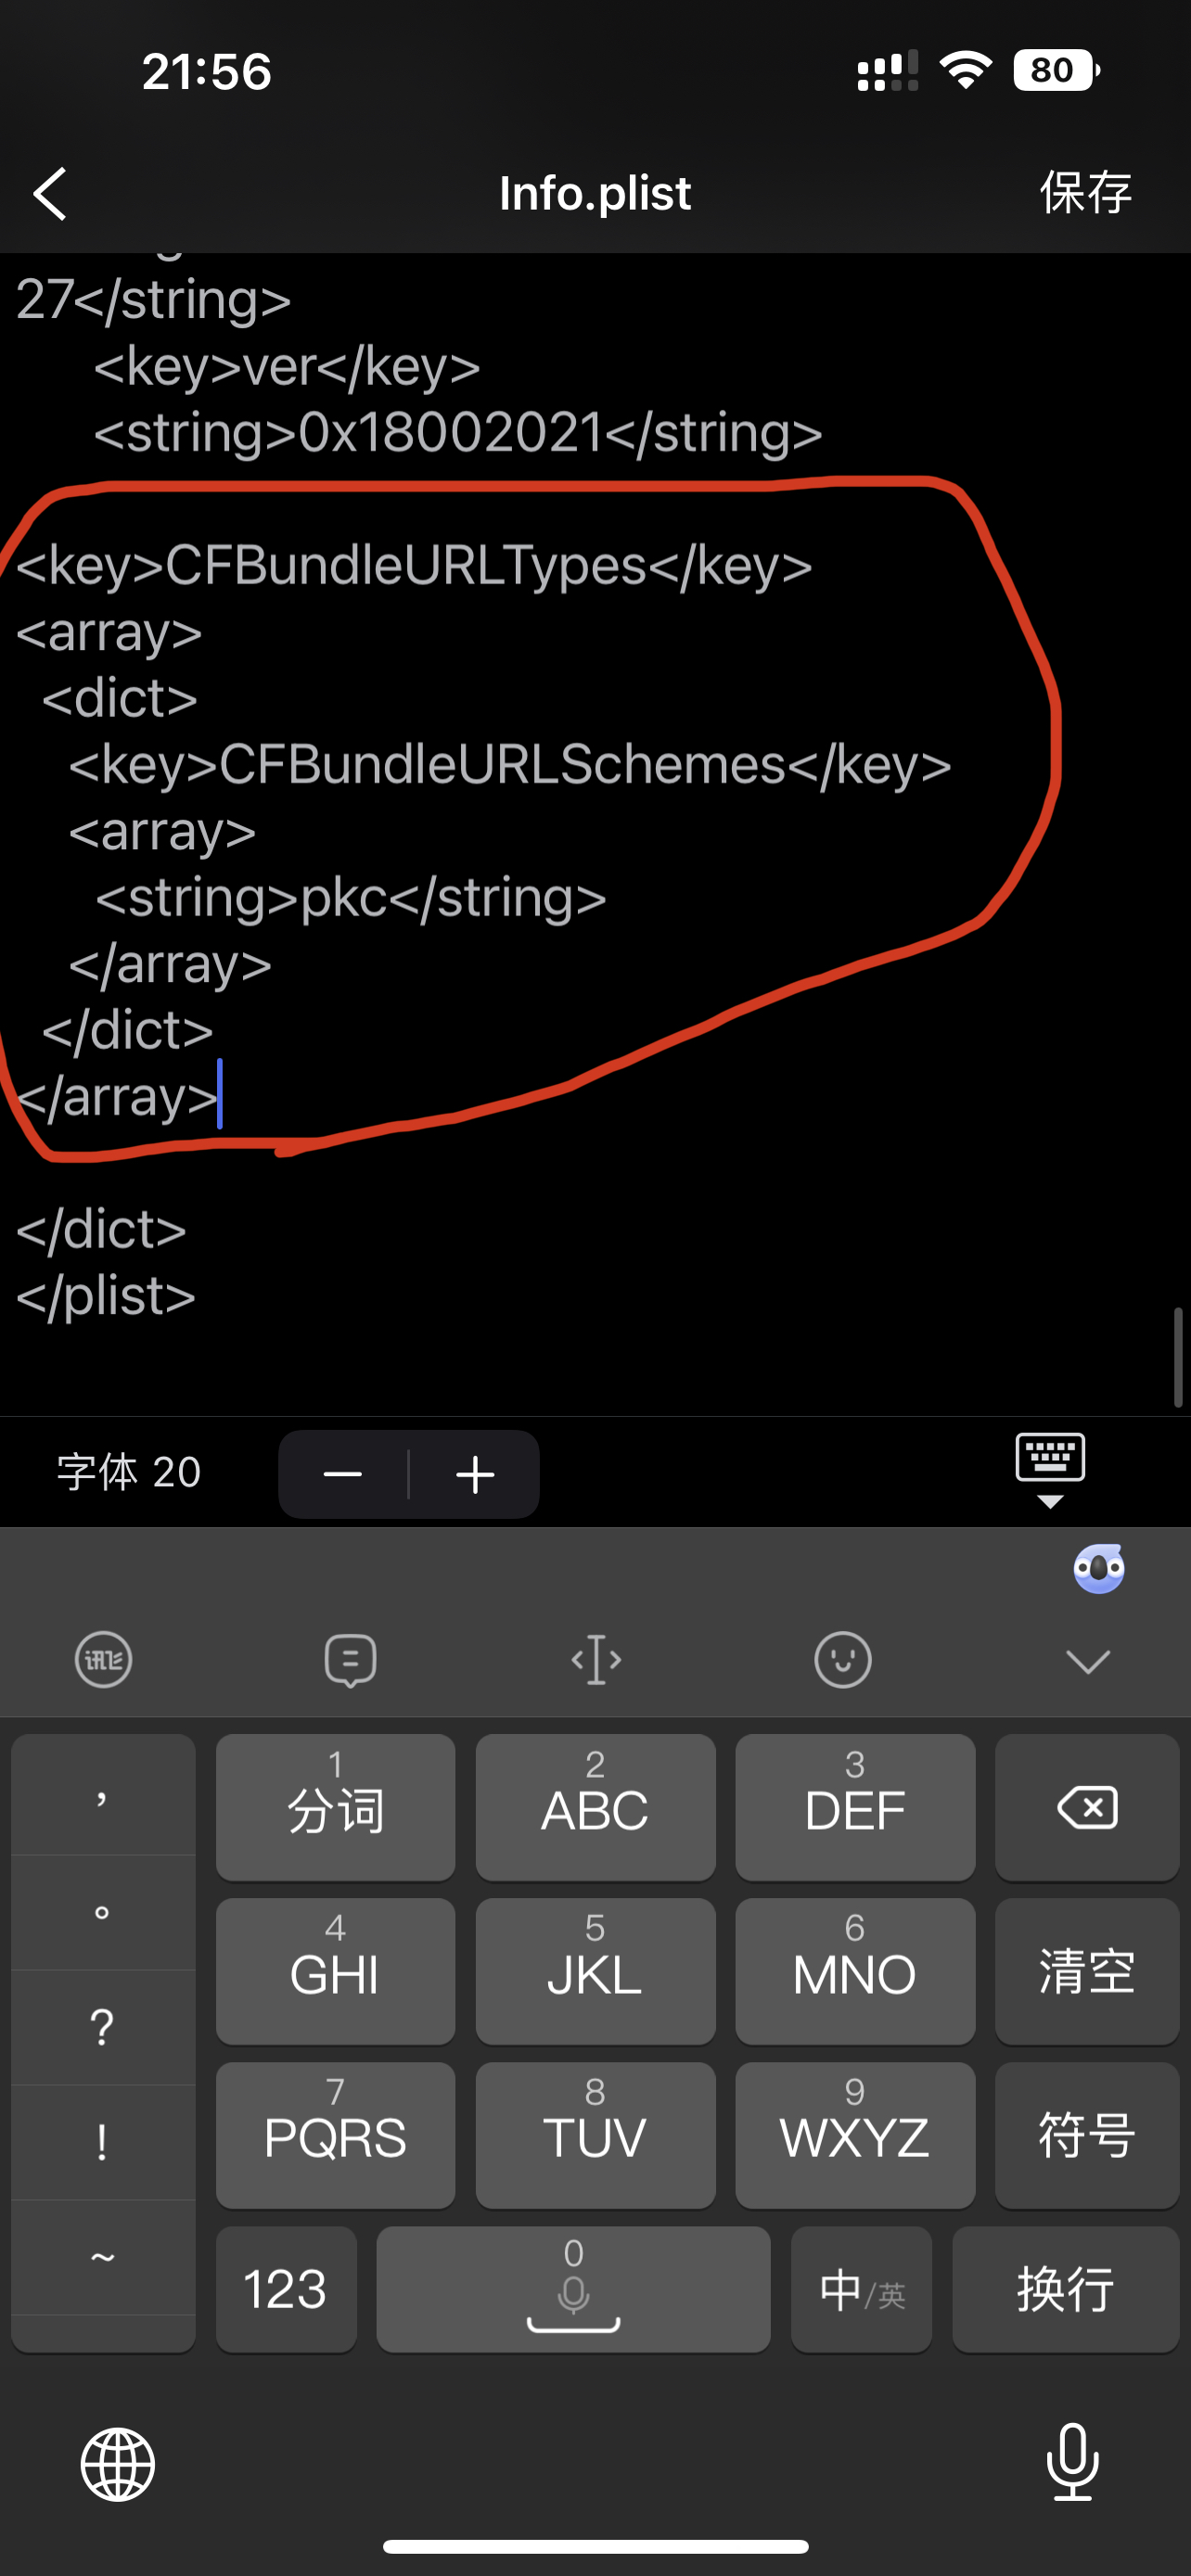 21:56
80
Info.plist
保存
27</string>
<key>ver</key>
<string>0x18002021</string>
<key>CFBundleURLTypes</key>
<array>
<dict>
<key>CFBundleURLSchemes</key>
<array>
<string>pkc</string>
</array>
</dict>
</array>
</dict>
</plist>
字体 20
讯飞
,
。
?
!
~
1
分词
2
ABC
3
DEF
4
GHI
5
JKL
6
MNO
清空
7
PQRS
8
TUV
9
WXYZ
符号
123
0
中/英
换行